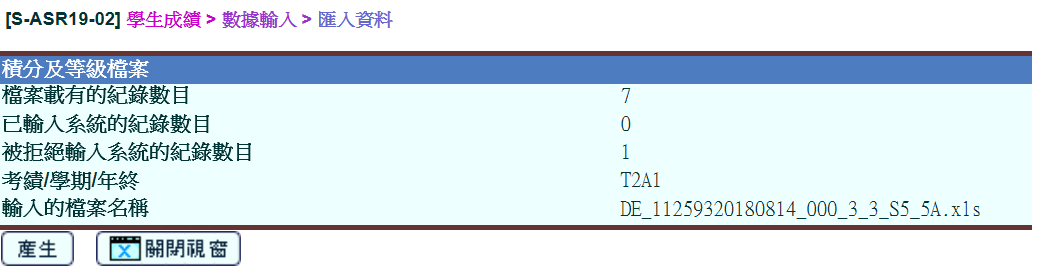 [S-ASR19-02] 學生成績 > 數據輸入 > 匯入資料
積分及等級檔案
檔案載有的紀錄數目 7
已輸入系統的紀錄數目 0
被拒絕輸入系統的紀錄數目 1
考績/學期/年終 T2A1
輸入的檔案名稱 DE_11259320180814_000_3_3_S5_5A.xls
產生 關閉視窗